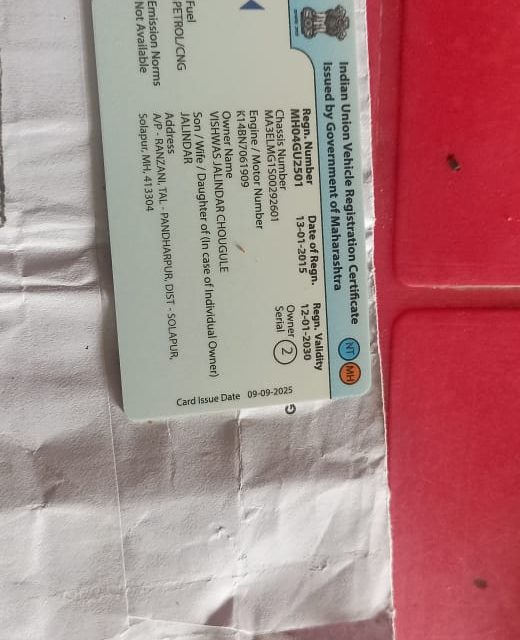 Indian Union Vehicle Registration Certificate
Issued by Government of Maharashtra
NT MH
Regn. Number Date of Regn. Regn. Validity
MH04GU2501 13-01-2015 12-01-2030
Chassis Number Owner
MA3ELMG1S00292601 Serial 2
Engine / Motor Number
K14BN7061909
Owner Name
VISHWAS JALINDAR CHOUGULE
Son / Wife / Daughter of (In case of Individual Owner)
JALINDAR
Fuel Address
PETROL/CNG A/P - RANZANI, TAL - PANDHARPUR, DIST - SOLAPUR,
Emission Norms Solapur, MH, 413304
Not Available
Card Issue Date 09-09-2025